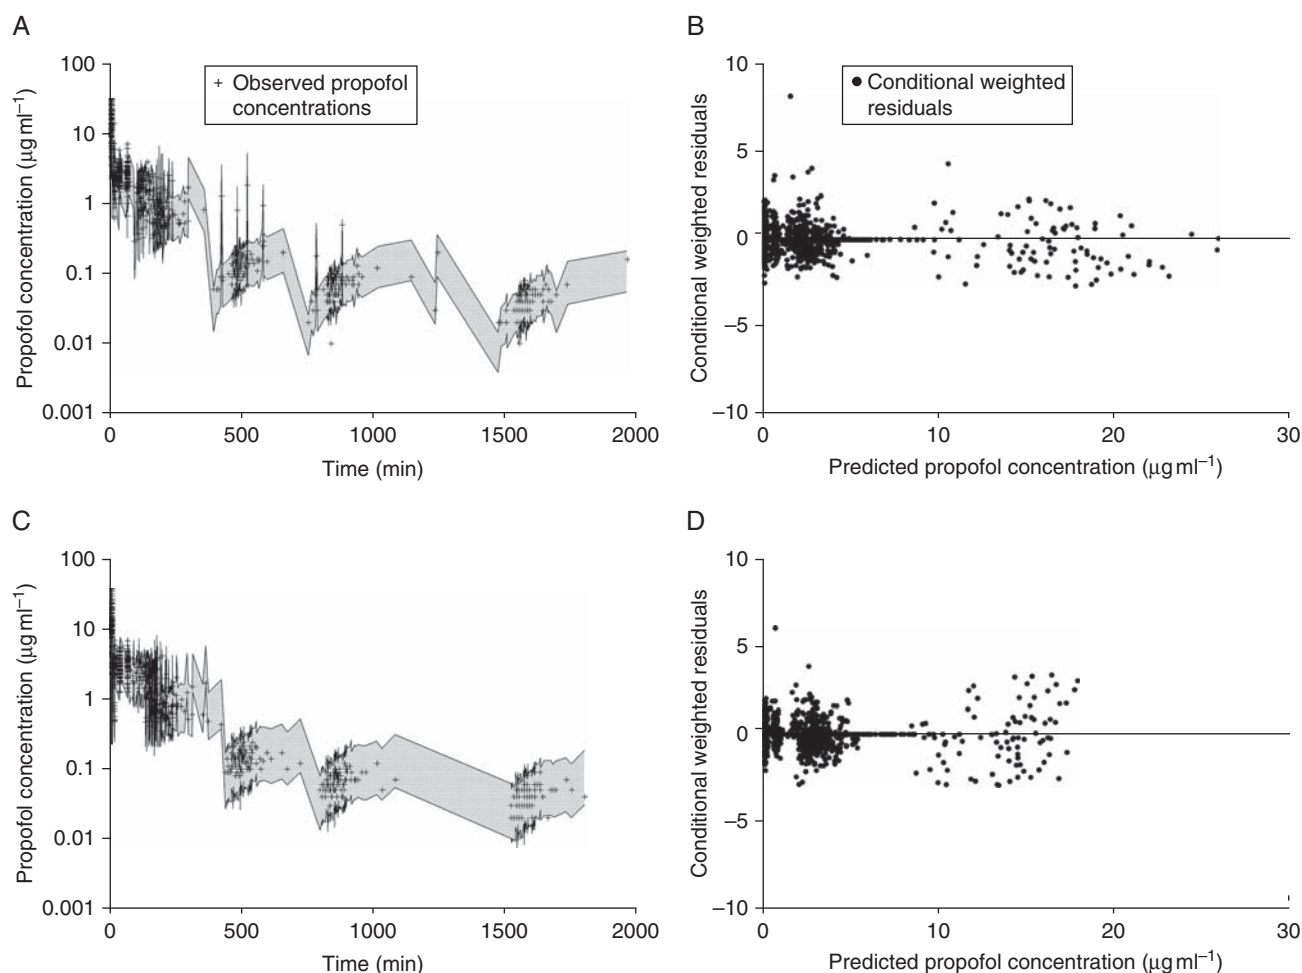 A
Propofol concentration (µg ml⁻¹)
100
10
1
0.1
0.01
0.001
+ Observed propofol
concentrations
0 500 1000 1500 2000
Time (min)
B
Conditional weighted residuals
10
5
0
–5
–10
● Conditional weighted
residuals
0 10 20 30
Predicted propofol concentration (µg ml⁻¹)
C
Propofol concentration (µg ml⁻¹)
100
10
1
0.1
0.01
0.001
0 500 1000 1500 2000
Time (min)
D
Conditional weighted residuals
10
5
0
–5
–10
0 10 20 30
Predicted propofol concentration (µg ml⁻¹)